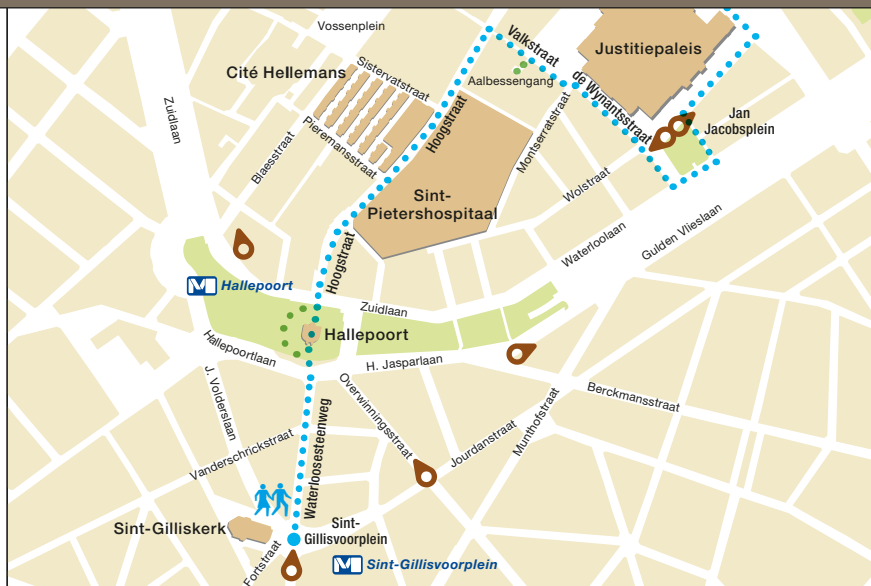 Vossenplein
Valkstraat
Justitiepaleis
Cité Hellemans
Sistervatstraat
Aalbessengang
de Wynantsstraat
Zuidlaan
Hoogstraat
Montserratstraat
Jan
Jacobsplein
Blaesstraat
Pieremansstraat
Wolstraat
Sint-
Pietershospitaal
Waterloolaan
Gulden Vlieslaan
Hoogstraat
M Hallepoort
Zuidlaan
Hallepoort
Hallepoortlaan
H. Jasparlaan
J. Volderslaan
Overwinningsstraat
Berckmansstraat
Munthofstraat
Jourdanstraat
Vanderschrickstraat
Waterloosesteenweg
Sint-Gilliskerk
Sint-
Gillisvoorplein
Fortstraat
M Sint-Gillisvoorplein